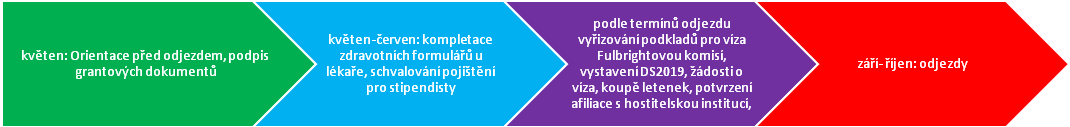 květen: Orientace před odjezdem, podpis
grantových dokumentů
květen-červen: kompletace
zdravotních formulářů u
lékaře, schvalování pojištění
pro stipendisty
podle termínů odjezdu
vyřizování podkladů pro víza
Fulbrightovou komisí,
vystavení DS2019, žádosti o
víza, koupě letenek, potvrzení
afiliace s hostitelskou institucí,
září-říjen: odjezdy